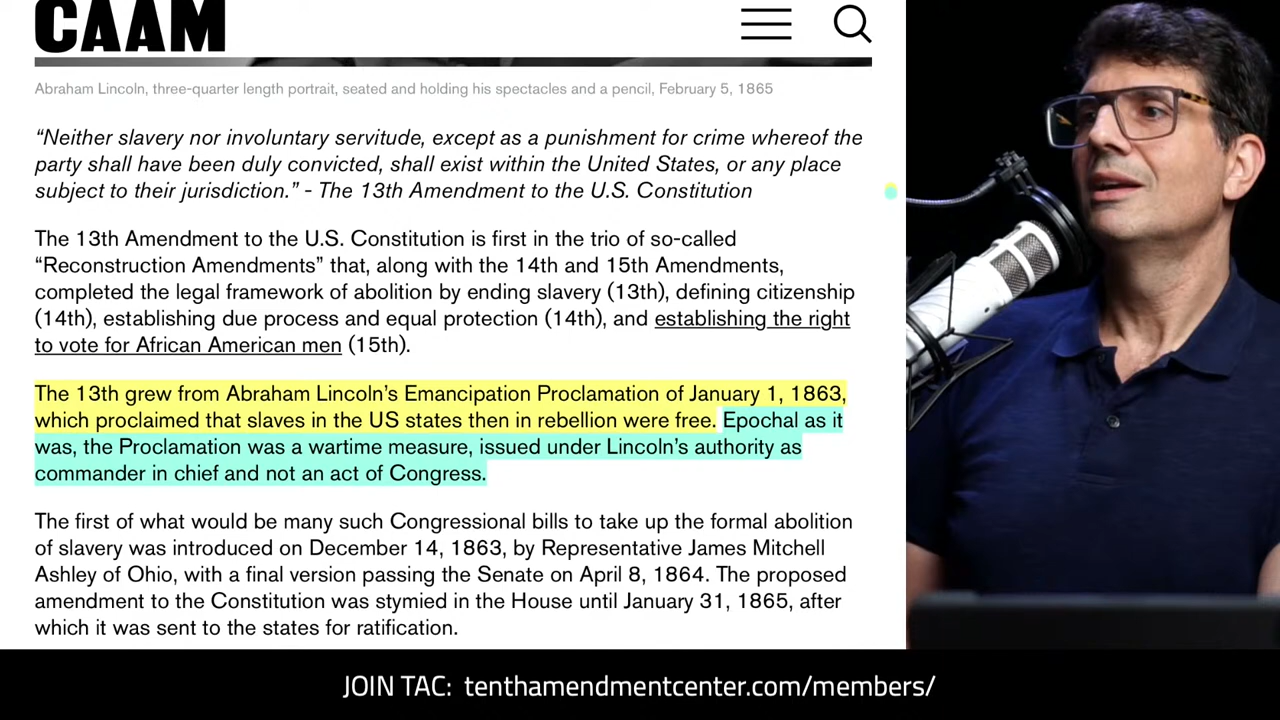 CAAM
Abraham Lincoln, three-quarter length portrait, seated and holding his spectacles and a pencil, February 5, 1865
“Neither slavery nor involuntary servitude, except as a punishment for crime whereof the
party shall have been duly convicted, shall exist within the United States, or any place
subject to their jurisdiction.” - The 13th Amendment to the U.S. Constitution
The 13th Amendment to the U.S. Constitution is first in the trio of so-called
“Reconstruction Amendments” that, along with the 14th and 15th Amendments,
completed the legal framework of abolition by ending slavery (13th), defining citizenship
(14th), establishing due process and equal protection (14th), and establishing the right
to vote for African American men (15th).
The 13th grew from Abraham Lincoln’s Emancipation Proclamation of January 1, 1863,
which proclaimed that slaves in the US states then in rebellion were free. Epochal as it
was, the Proclamation was a wartime measure, issued under Lincoln’s authority as
commander in chief and not an act of Congress.
The first of what would be many such Congressional bills to take up the formal abolition
of slavery was introduced on December 14, 1863, by Representative James Mitchell
Ashley of Ohio, with a final version passing the Senate on April 8, 1864. The proposed
amendment to the Constitution was stymied in the House until January 31, 1865, after
which it was sent to the states for ratification.
JOIN TAC: tenthamendmentcenter.com/members/